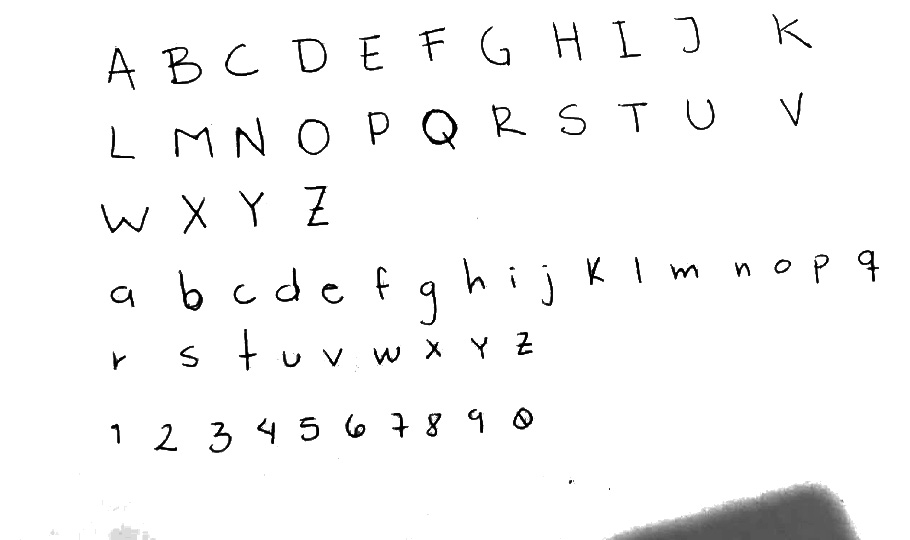 A B C D E F G H I J K
L M N O P Q R S T U V
W X Y Z
a b c d e f g h i j k l m n o p q
r s t u v w x y z
1 2 3 4 5 6 7 8 9 0